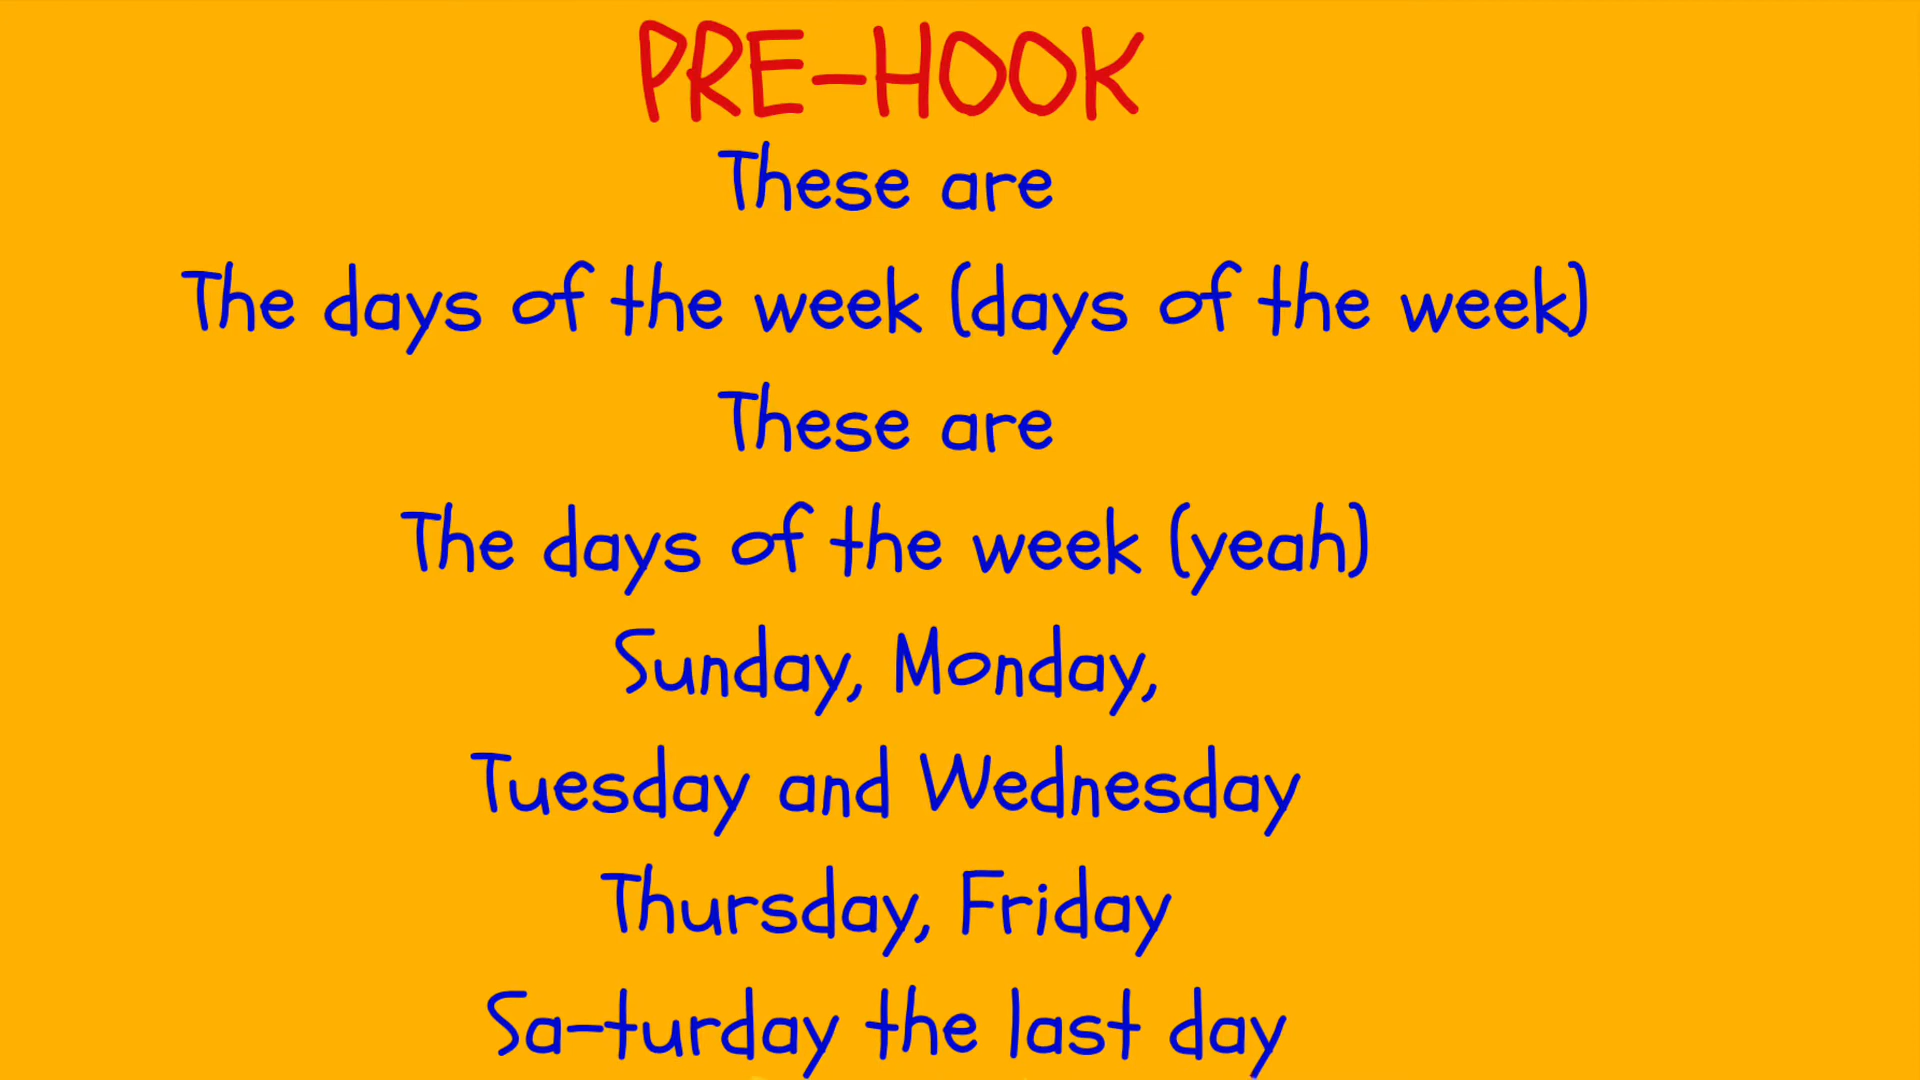 PRE-HOOK
These are
The days of the week (days of the week)
These are
The days of the week (yeah)
Sunday, Monday,
Tuesday and Wednesday
Thursday, Friday
Sa-turday the last day